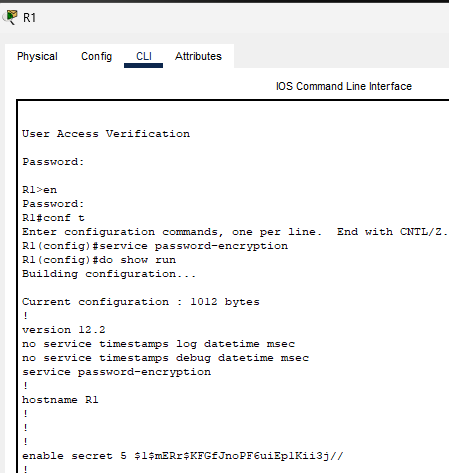 R1
Physical Config CLI Attributes
IOS Command Line Interface
User Access Verification
Password:
R1>en
Password:
R1#conf t
Enter configuration commands, one per line.  End with CNTL/Z.
R1(config)#service password-encryption
R1(config)#do show run
Building configuration...
Current configuration : 1012 bytes
!
version 12.2
no service timestamps log datetime msec
no service timestamps debug datetime msec
service password-encryption
!
hostname R1
!
!
!
enable secret 5 $1$mERr$KFGfJnoPF6uiEp1Kii3j//
!